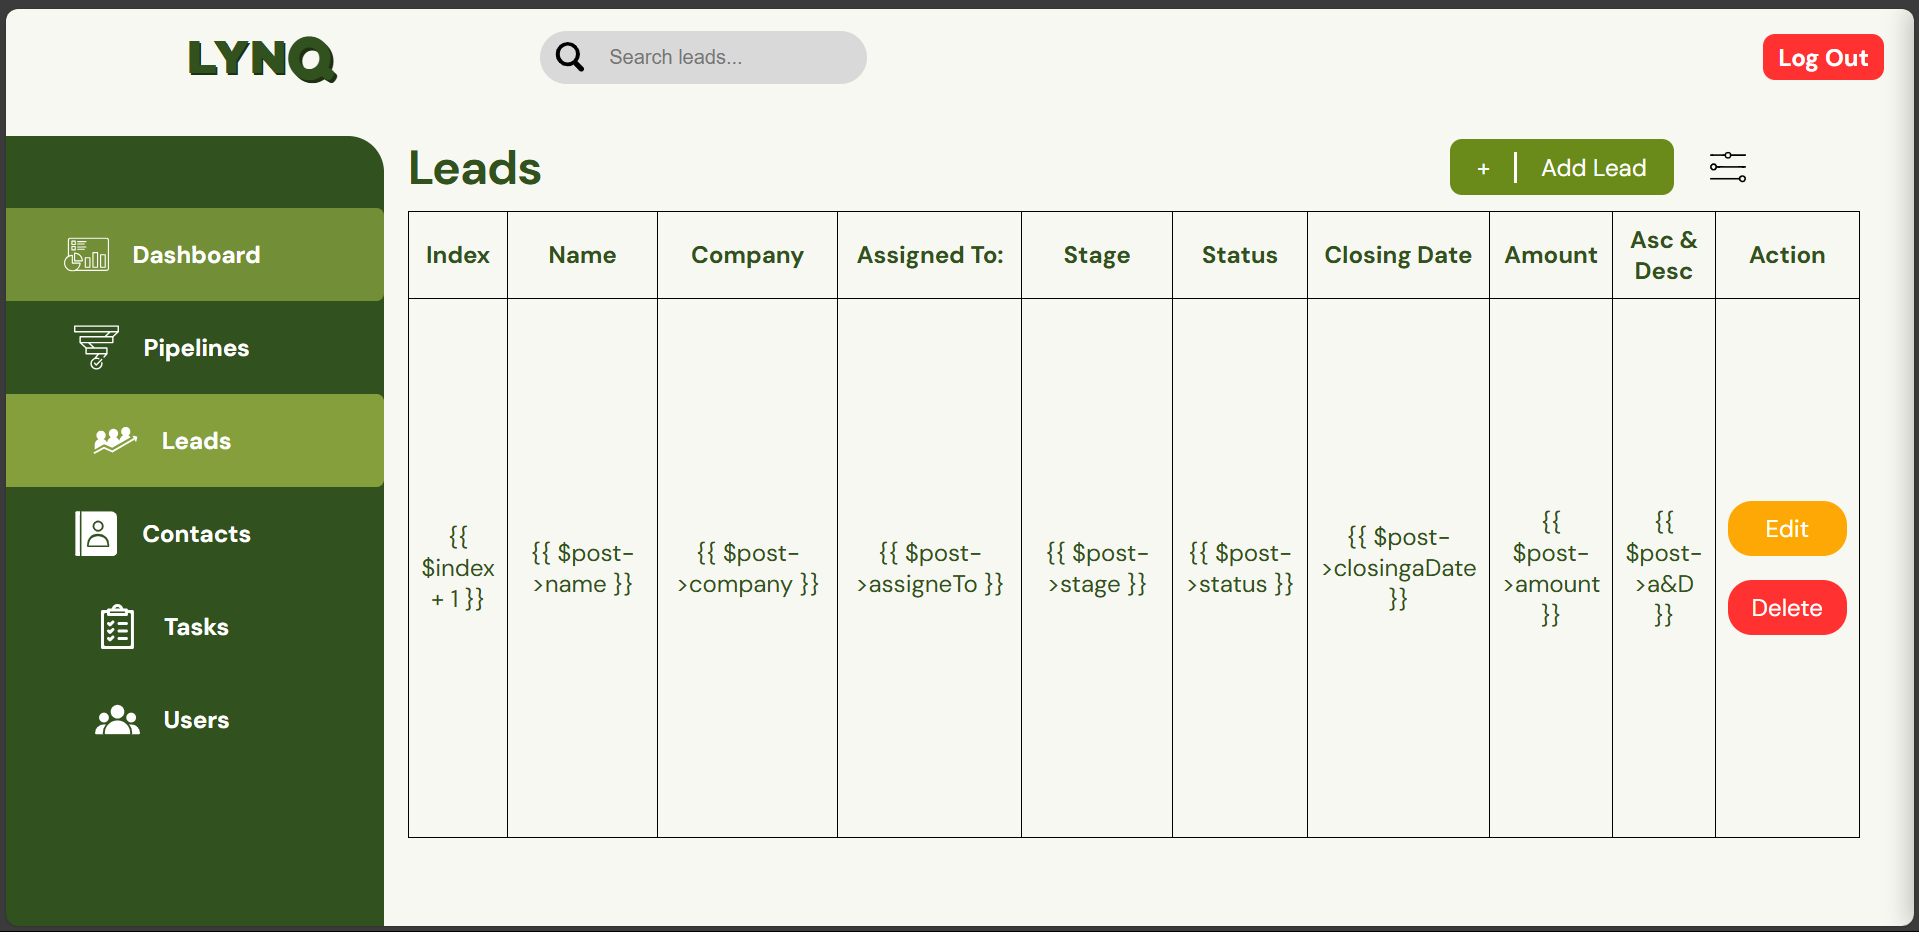 LYNQ
Search leads...
Log Out
Dashboard
Pipelines
Leads
Contacts
Tasks
Users
Leads
+ | Add Lead
Index
Name
Company
Assigned To:
Stage
Status
Closing Date
Amount
Asc &
Desc
Action
{{
$index
+ 1 }}
{{ $post-
>name }}
{{ $post-
>company }}
{{ $post-
>assigneTo }}
{{ $post-
>stage }}
{{ $post-
>status }}
{{ $post-
>closingaDate
}}
{{
$post-
>amount
}}
{{
$post-
>a&D
}}
Edit
Delete